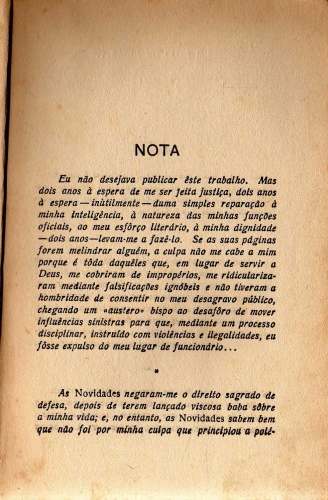 NOTA
Eu não desejava publicar êste trabalho. Mas
dois anos à espera de me ser feita justiça, dois anos
à espera—inùtilmente—duma simples reparação à
minha inteligência, à natureza das minhas funções
oficiais, ao meu esfôrço literário, à minha dignidade
—dois anos—levam-me a fazê-lo. Se as suas páginas
forem melindrar alguém, a culpa não me cabe a mim
porque é tôda daquêles que, em lugar de servir a
Deus, me cobriram de impropérios, me ridiculariza-
ram mediante falsificações ignóbeis e não tiveram a
hombridade de consentir no meu desagravo público,
chegando um «austero» bispo ao desafôro de mover
influências sinistras para que, mediante um processo
disciplinar, instruído com violências e ilegalidades, eu
fôsse expulso do meu lugar de funcionário...
*
As Novidades negaram-me o direito sagrado de
defesa, depois de terem lançado viscosa baba sôbre
a minha vida; e, no entanto, as Novidades sabem bem
que não foi por minha culpa que principiou a polé-